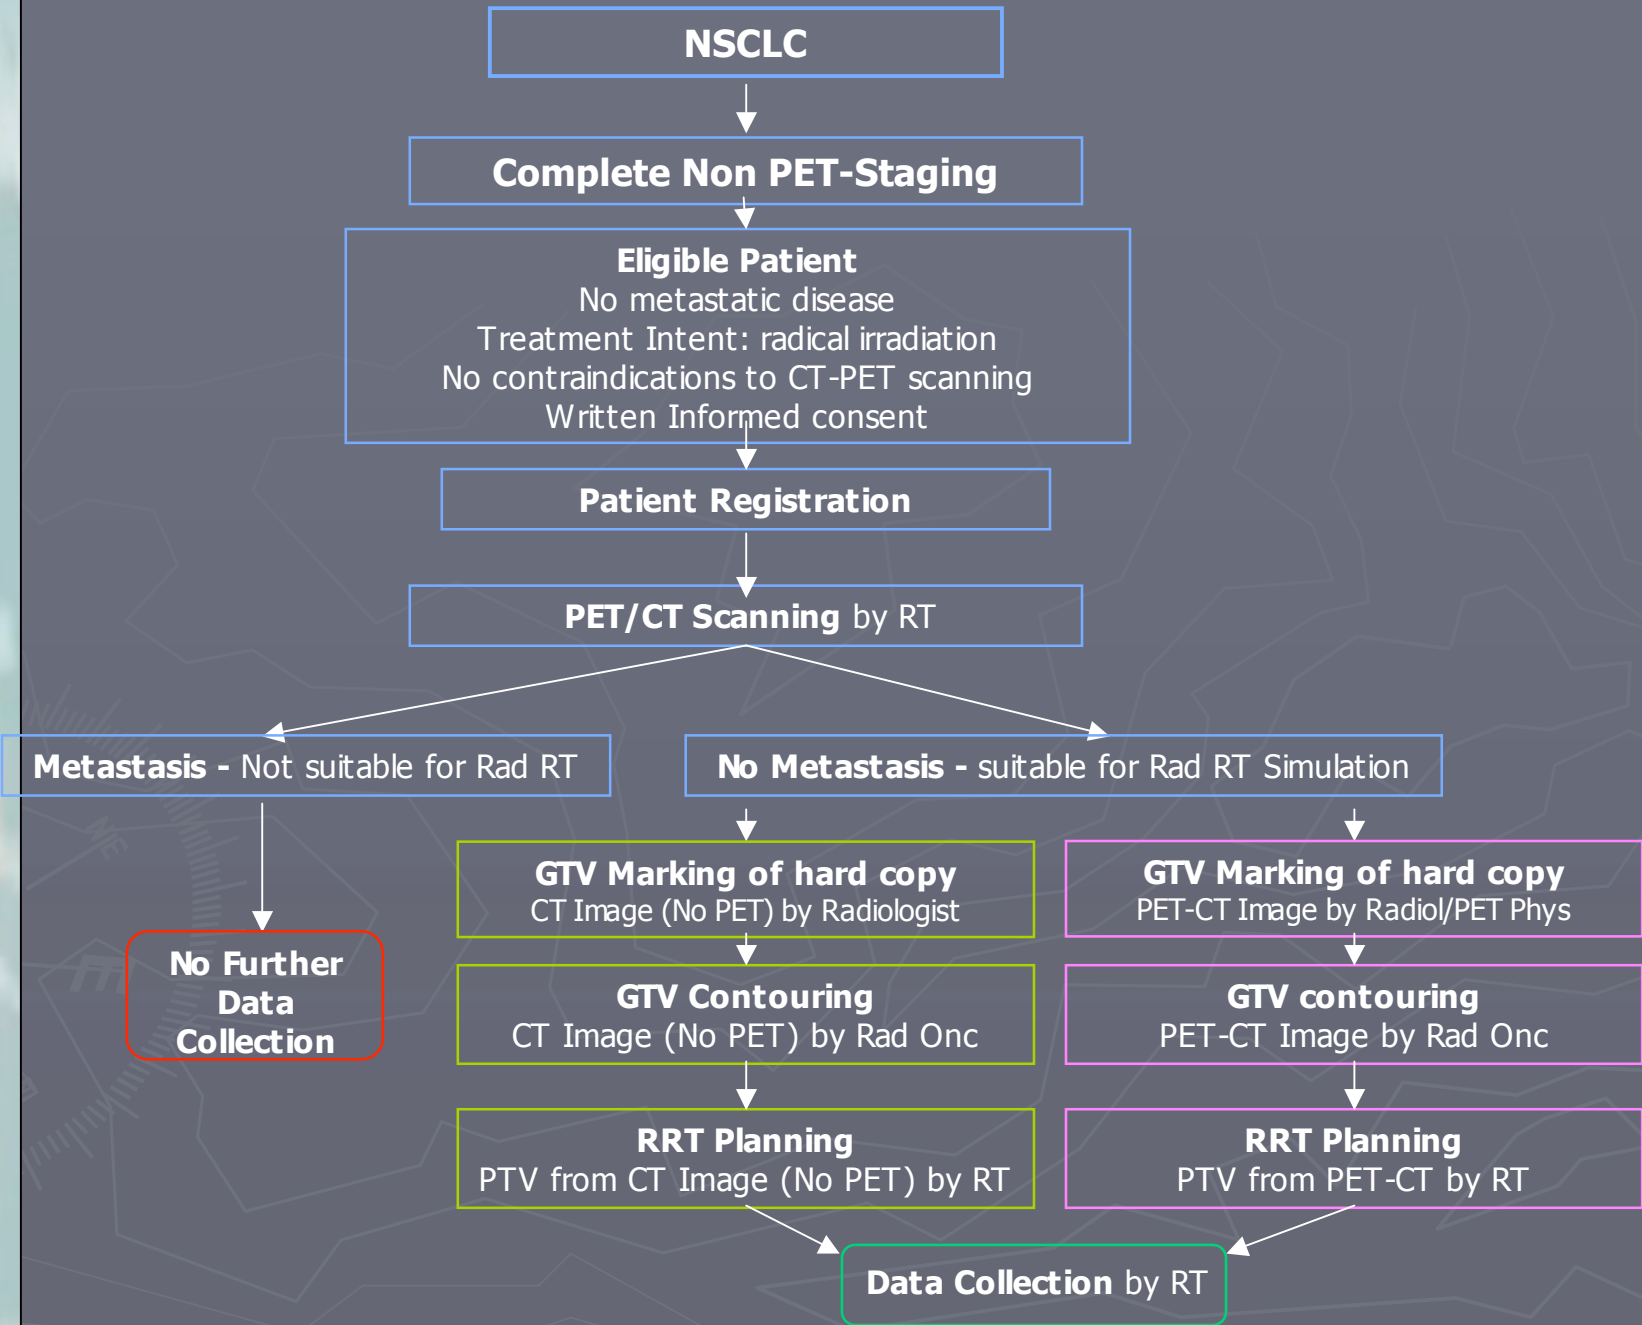 NSCLC
Complete Non PET-Staging
Eligible Patient
No metastatic disease
Treatment Intent: radical irradiation
No contraindications to CT-PET scanning
Written Informed consent
Patient Registration
PET/CT Scanning by RT
Metastasis - Not suitable for Rad RT
No Metastasis - suitable for Rad RT Simulation
No Further
Data
Collection
GTV Marking of hard copy
CT Image (No PET) by Radiologist
GTV Contouring
CT Image (No PET) by Rad Onc
RRT Planning
PTV from CT Image (No PET) by RT
GTV Marking of hard copy
PET-CT Image by Radiol/PET Phys
GTV contouring
PET-CT Image by Rad Onc
RRT Planning
PTV from PET-CT by RT
Data Collection by RT
NE
E